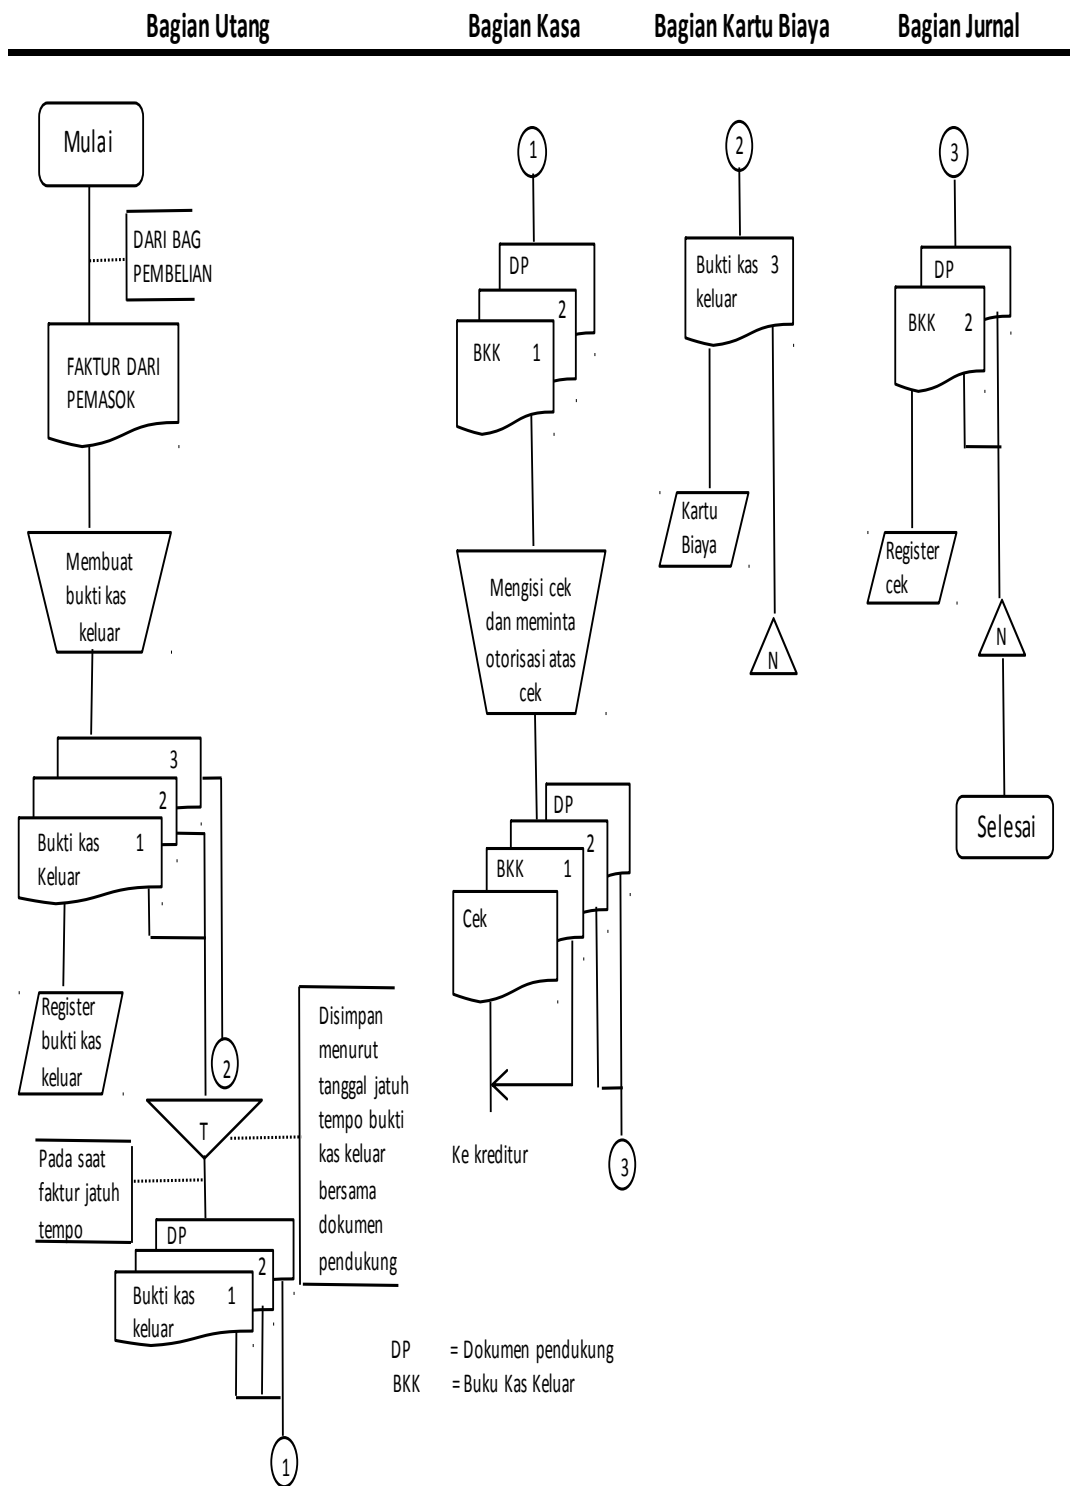 Bagian Utang
Bagian Kasa
Bagian Kartu Biaya
Bagian Jurnal
Mulai
DARI BAG
PEMBELIAN
FAKTUR DARI
PEMASOK
Membuat
bukti kas
keluar
3
2
Bukti kas 1
Keluar
Register
bukti kas
keluar
2
T
Disimpan
menurut
tanggal jatuh
tempo bukti
kas keluar
bersama
dokumen
pendukung
Pada saat
faktur jatuh
tempo
DP
2
Bukti kas 1
keluar
1
1
DP
2
BKK 1
Mengisi cek
dan meminta
otorisasi atas
cek
DP
2
BKK 1
Cek
Ke kreditur
3
2
Bukti kas 3
keluar
Kartu
Biaya
N
3
DP
BKK 2
Register
cek
N
Selesai
DP = Dokumen pendukung
BKK = Buku Kas Keluar